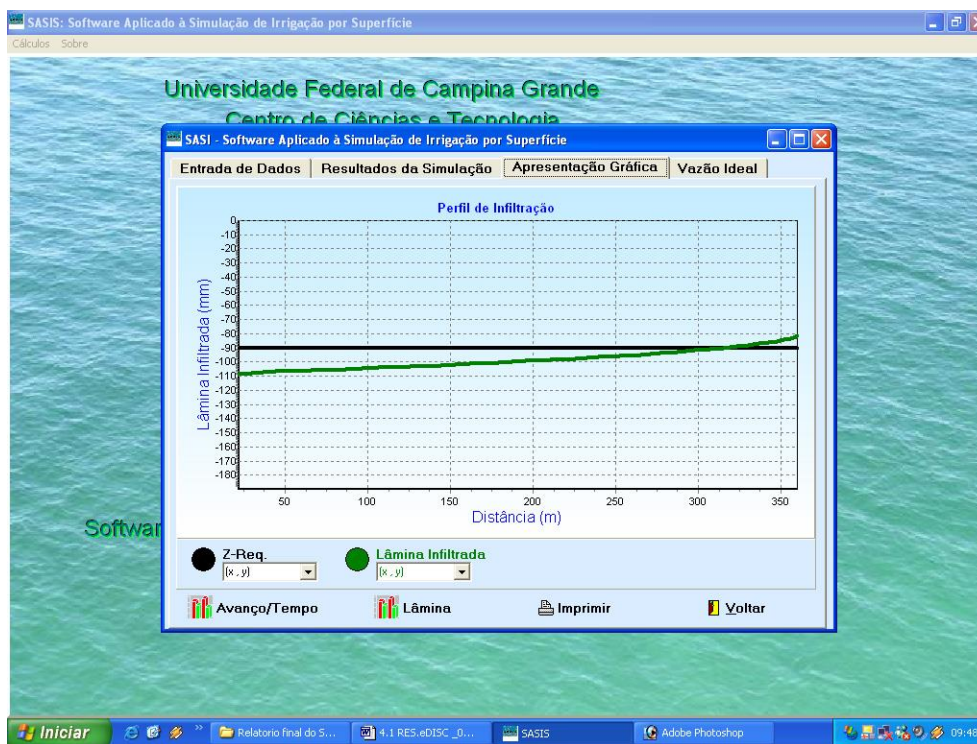 SASIS: Software Aplicado à Simulação de Irrigação por Superfície
Cálculos Sobre
Universidade Federal de Campina Grande
Centro de Ciências e Tecnologia
SASI - Software Aplicado à Simulação de Irrigação por Superfície
Entrada de Dados Resultados da Simulação Apresentação Gráfica Vazão Ideal
Perfil de Infiltração
0
-10
-20
-30
-40
-50
-60
-70
-80
-90
-100
-110
-120
-130
-140
-150
-160
-170
-180
Lâmina Infiltrada (mm)
50 100 150 200 250 300 350
Distância (m)
Softwar
Z-Req.
(x , y)
Lâmina Infiltrada
(x , y)
Avanço/Tempo Lâmina Imprimir Voltar
Iniciar » Relatorio final do S... 4.1 RES.eDISC _0... SASIS Adobe Photoshop 09:48